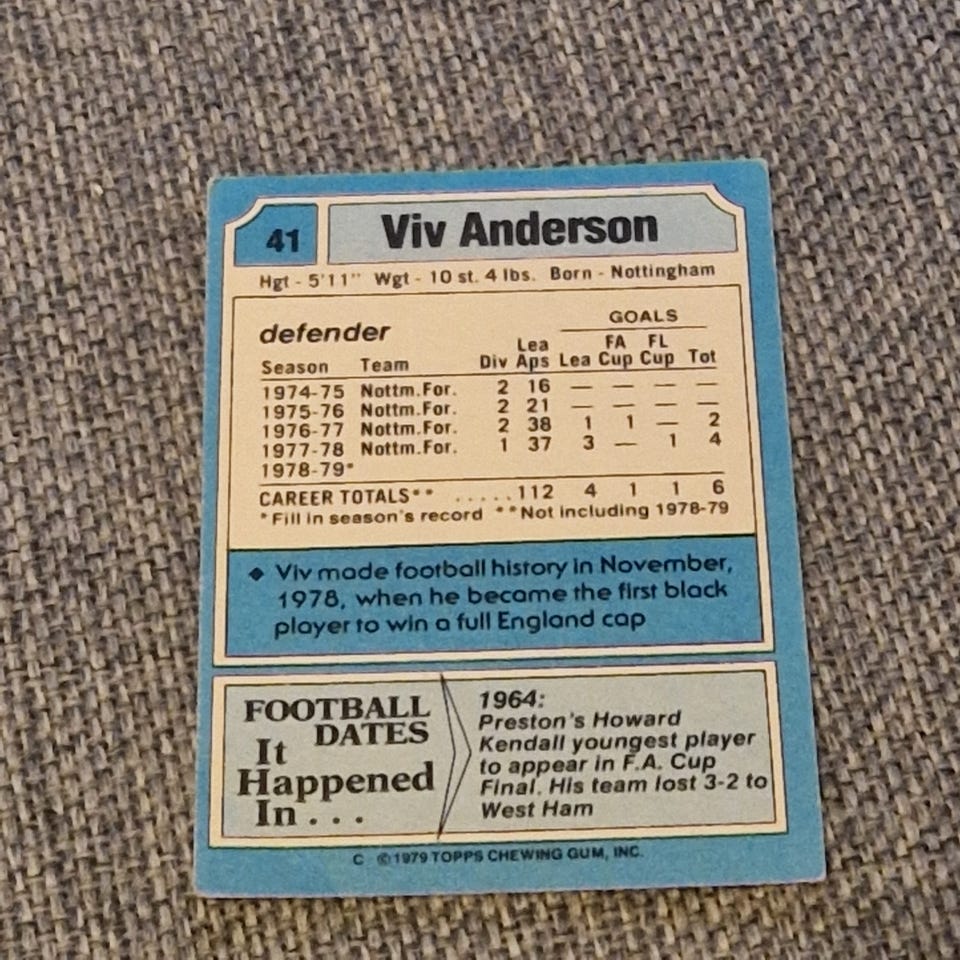 41 Viv Anderson
Hgt - 5'11" Wgt - 10 st. 4 lbs. Born - Nottingham
defender GOALS
Lea FA FL
Season Team Div Aps Lea Cup Cup Tot
1974-75 Nottm.For. 2 16 — — — —
1975-76 Nottm.For. 2 21 — — — —
1976-77 Nottm.For. 2 38 1 1 — 2
1977-78 Nottm.For. 1 37 3 — 1 4
1978-79*
CAREER TOTALS** .....112 4 1 1 6
*Fill in season's record **Not including 1978-79
◆ Viv made football history in November,
1978, when he became the first black
player to win a full England cap
FOOTBALL
DATES
It
Happened
In...
1964:
Preston's Howard
Kendall youngest player
to appear in F.A. Cup
Final. His team lost 3-2 to
West Ham
C ©1979 TOPPS CHEWING GUM, INC.